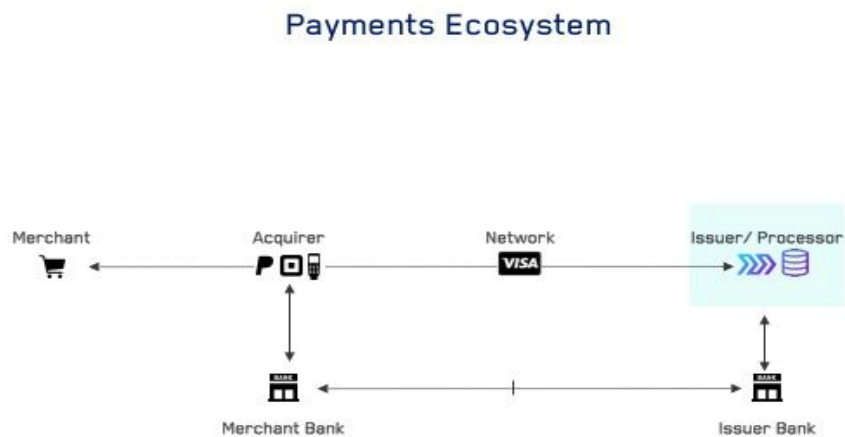 Payments Ecosystem
Merchant
Acquirer
Network
Issuer/ Processor
VISA
BANK
BANK
Merchant Bank
Issuer Bank